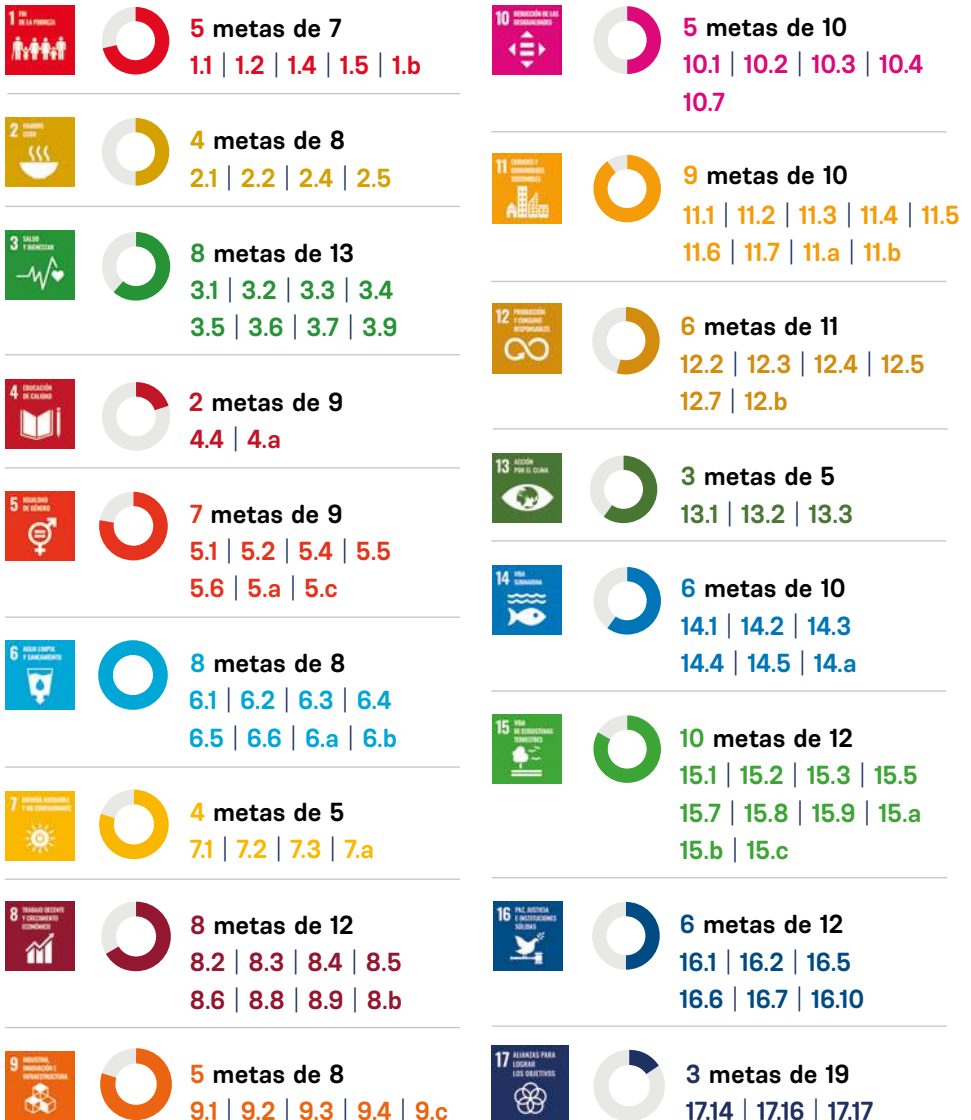 1 FIN
DE LA POBREZA
5 metas de 7
1.1 | 1.2 | 1.4 | 1.5 | 1.b
2 HAMBRE
CERO
4 metas de 8
2.1 | 2.2 | 2.4 | 2.5
3 SALUD
Y BIENESTAR
8 metas de 13
3.1 | 3.2 | 3.3 | 3.4
3.5 | 3.6 | 3.7 | 3.9
4 EDUCACIÓN
DE CALIDAD
2 metas de 9
4.4 | 4.a
5 IGUALDAD
DE GÉNERO
7 metas de 9
5.1 | 5.2 | 5.4 | 5.5
5.6 | 5.a | 5.c
6 AGUA LIMPIA
Y SANEAMIENTO
8 metas de 8
6.1 | 6.2 | 6.3 | 6.4
6.5 | 6.6 | 6.a | 6.b
7 ENERGÍA ASEQUIBLE
Y NO CONTAMINANTE
4 metas de 5
7.1 | 7.2 | 7.3 | 7.a
8 TRABAJO DECENTE
Y CRECIMIENTO
ECONÓMICO
8 metas de 12
8.2 | 8.3 | 8.4 | 8.5
8.6 | 8.8 | 8.9 | 8.b
9 INDUSTRIA,
INNOVACIÓN E
INFRAESTRUCTURA
5 metas de 8
9.1 | 9.2 | 9.3 | 9.4 | 9.c
10 REDUCCIÓN DE LAS
DESIGUALDADES
5 metas de 10
10.1 | 10.2 | 10.3 | 10.4
10.7
11 CIUDADES Y
COMUNIDADES
SOSTENIBLES
9 metas de 10
11.1 | 11.2 | 11.3 | 11.4 | 11.5
11.6 | 11.7 | 11.a | 11.b
12 PRODUCCIÓN
Y CONSUMO
RESPONSABLES
6 metas de 11
12.2 | 12.3 | 12.4 | 12.5
12.7 | 12.b
13 ACCIÓN
POR EL CLIMA
3 metas de 5
13.1 | 13.2 | 13.3
14 VIDA
SUBMARINA
6 metas de 10
14.1 | 14.2 | 14.3
14.4 | 14.5 | 14.a
15 VIDA
DE ECOSISTEMAS
TERRESTRES
10 metas de 12
15.1 | 15.2 | 15.3 | 15.5
15.7 | 15.8 | 15.9 | 15.a
15.b | 15.c
16 PAZ, JUSTICIA
E INSTITUCIONES
SÓLIDAS
6 metas de 12
16.1 | 16.2 | 16.5
16.6 | 16.7 | 16.10
17 ALIANZAS PARA
LOGRAR
LOS OBJETIVOS
3 metas de 19
17.14 | 17.16 | 17.17